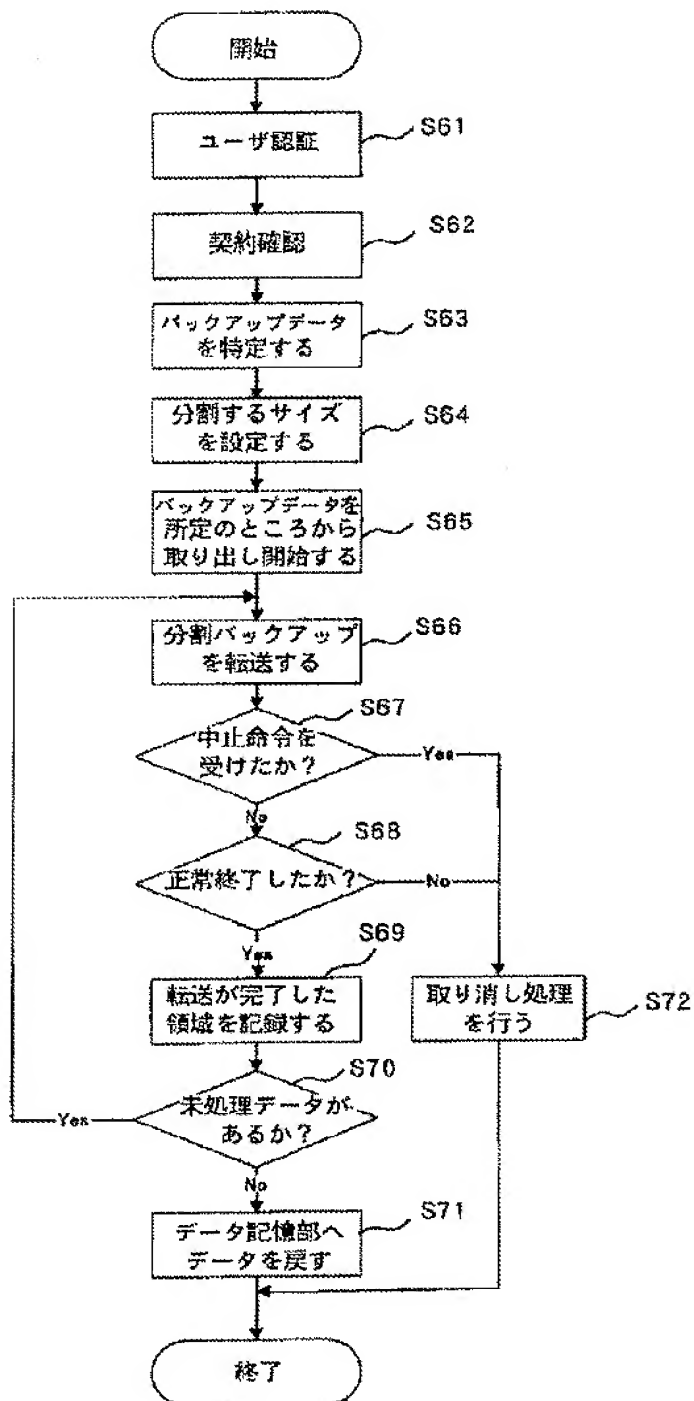 開始
ユーザ認証
S61
契約確認
S62
バックアップデータ
を特定する
S63
分割するサイズ
を設定する
S64
バックアップデータを
所定のところから
取り出し開始する
S65
分割バックアップ
を転送する
S66
S67
中止命令を
受けたか?
Yes
No
S68
正常終了したか?
No
Yes
S69
転送が完了した
領域を記録する
取り消し処理
を行う
S72
S70
未処理データが
あるか?
Yes
No
S71
データ記憶部へ
データを戻す
終了